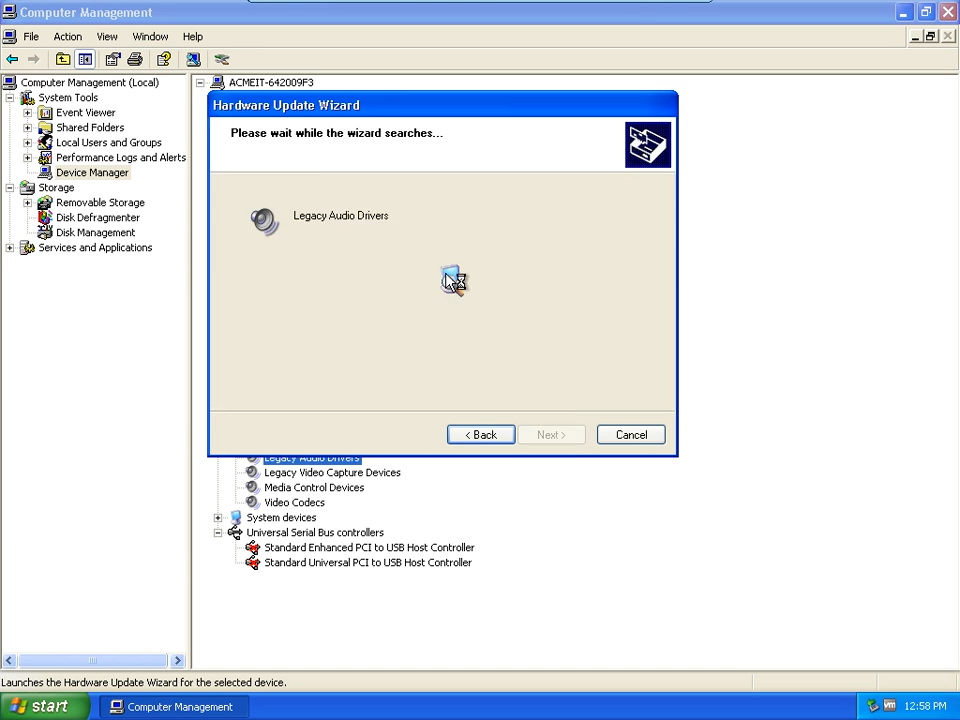 Computer Management
File Action View Window Help
Computer Management (Local)
System Tools
Event Viewer
Shared Folders
Local Users and Groups
Performance Logs and Alerts
Device Manager
Storage
Removable Storage
Disk Defragmenter
Disk Management
Services and Applications
ACMEIT-642009F3
Hardware Update Wizard
Please wait while the wizard searches...
Legacy Audio Drivers
< Back Next > Cancel
Legacy Audio Drivers
Legacy Video Capture Devices
Media Control Devices
Video Codecs
System devices
Universal Serial Bus controllers
Standard Enhanced PCI to USB Host Controller
Standard Universal PCI to USB Host Controller
Launches the Hardware Update Wizard for the selected device.
start Computer Management 12:58 PM